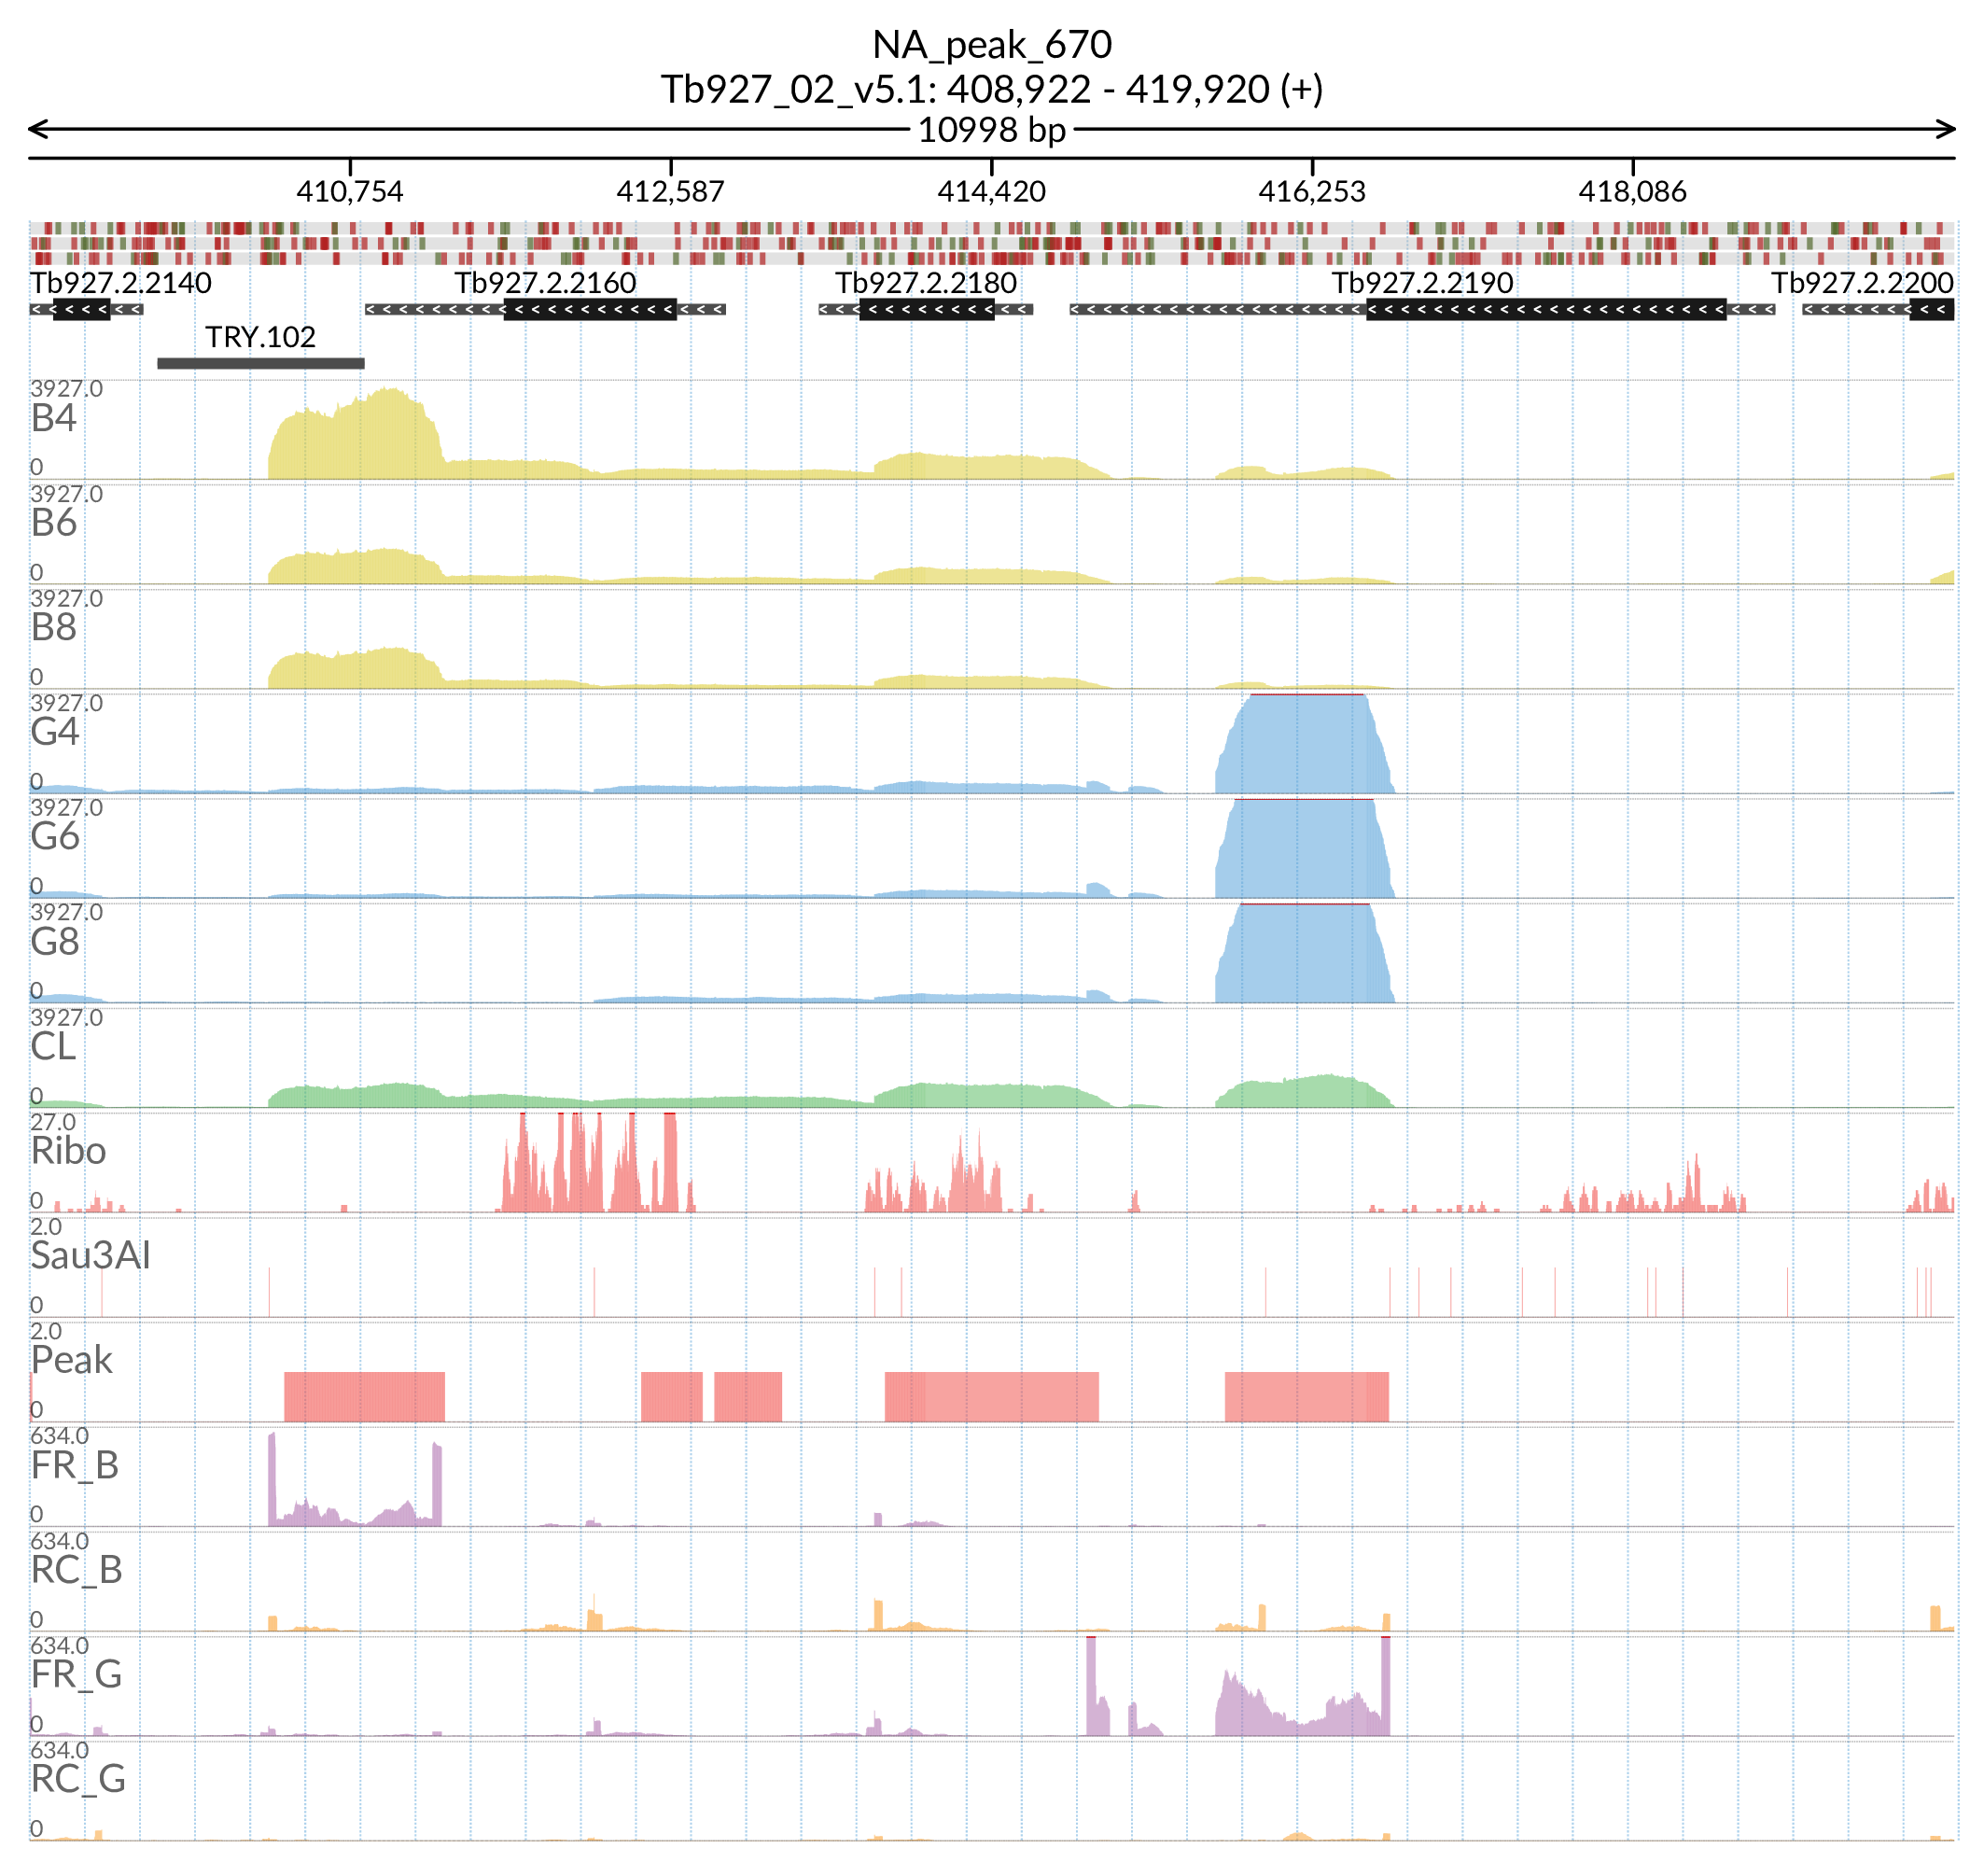 NA_peak_670
Tb927_02_v5.1: 408,922 - 419,920 (+)
10998 bp
410,754 412,587 414,420 416,253 418,086
Tb927.2.2140 Tb927.2.2160 Tb927.2.2180 Tb927.2.2190 Tb927.2.2200
TRY.102
3927.0
B4
0
3927.0
B6
0
3927.0
B8
0
3927.0
G4
0
3927.0
G6
0
3927.0
G8
0
3927.0
CL
0
27.0
Ribo
0
2.0
Sau3AI
0
2.0
Peak
0
634.0
FR_B
0
634.0
RC_B
0
634.0
FR_G
0
634.0
RC_G
0